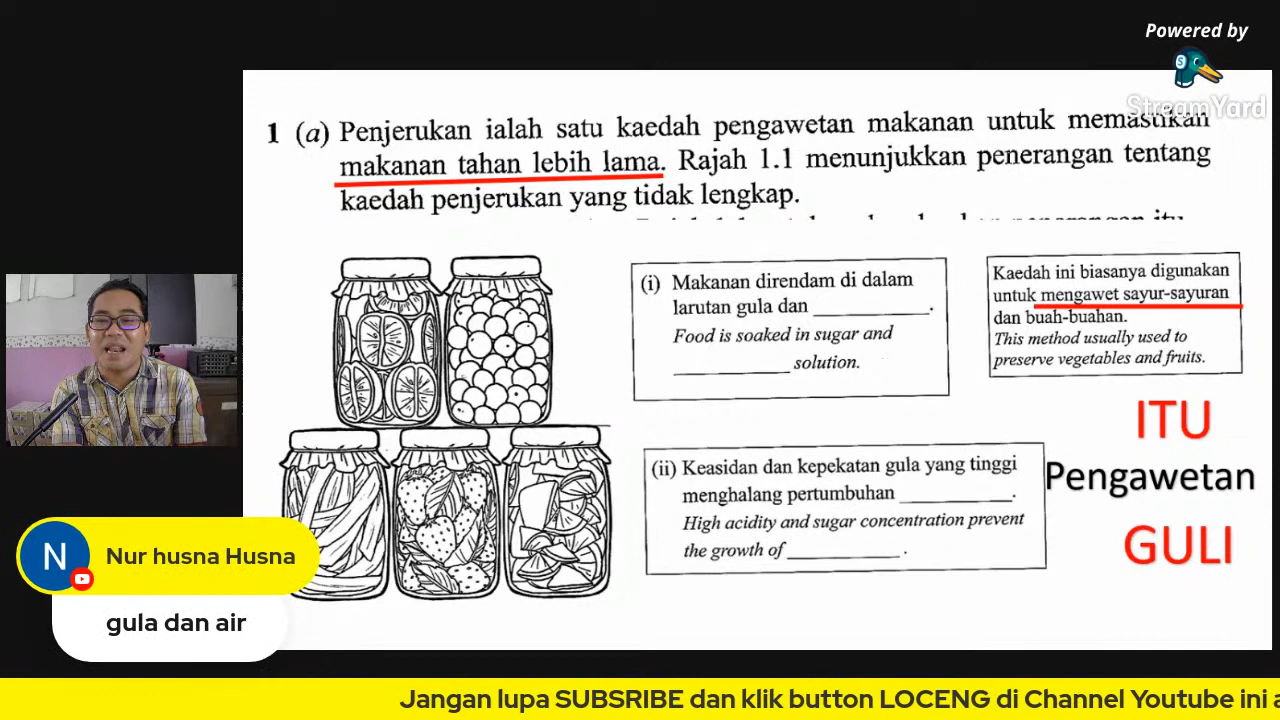 Powered by
StreamYard
1 (a) Penjerukan ialah satu kaedah pengawetan makanan untuk memastikan
makanan tahan lebih lama. Rajah 1.1 menunjukkan penerangan tentang
kaedah penjerukan yang tidak lengkap.
(i) Makanan direndam di dalam
larutan gula dan ____________.
Food is soaked in sugar and
____________ solution.
Kaedah ini biasanya digunakan
untuk mengawet sayur-sayuran
dan buah-buahan.
This method usually used to
preserve vegetables and fruits.
ITU
Pengawetan
GULI
(ii) Keasidan dan kepekatan gula yang tinggi
menghalang pertumbuhan ____________.
High acidity and sugar concentration prevent
the growth of ____________ .
N
Nur husna Husna
gula dan air
Jangan lupa SUBSRIBE dan klik button LOCENG di Channel Youtube ini a